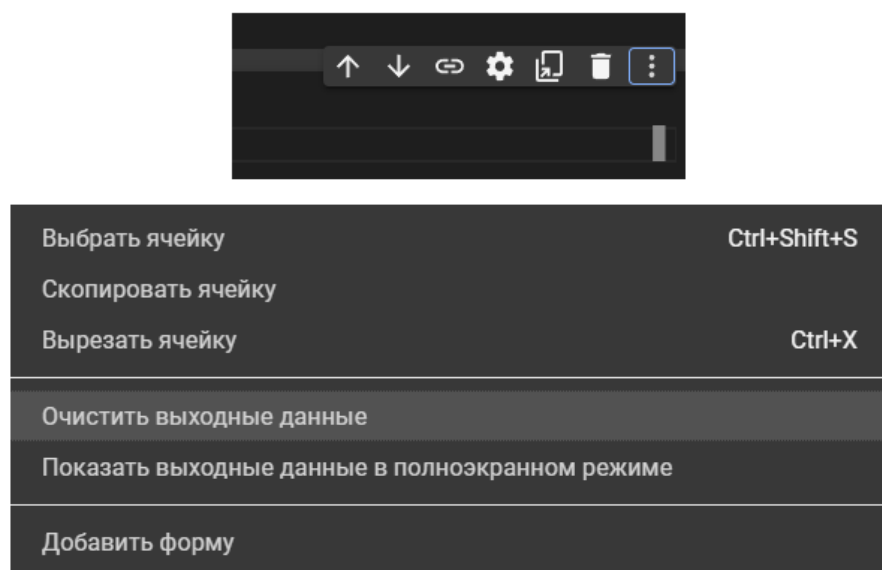 Выбрать ячейку Ctrl+Shift+S
Скопировать ячейку
Вырезать ячейку Ctrl+X
Очистить выходные данные
Показать выходные данные в полноэкранном режиме
Добавить форму